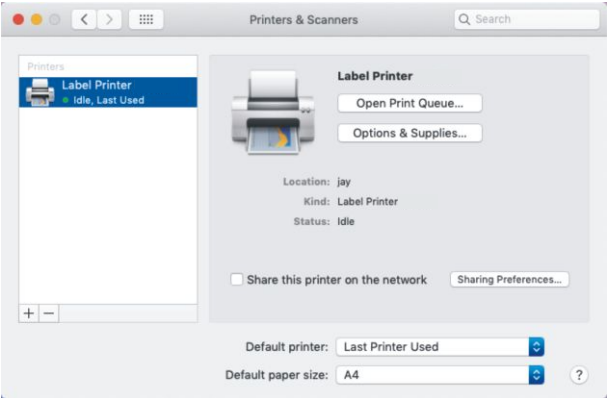 Printers & Scanners
Search
Printers
Label Printer
Idle, Last Used
Label Printer
Open Print Queue...
Options & Supplies...
Location: jay
Kind: Label Printer
Status: Idle
Share this printer on the network
Sharing Preferences...
+ −
Default printer: Last Printer Used
Default paper size: A4
?